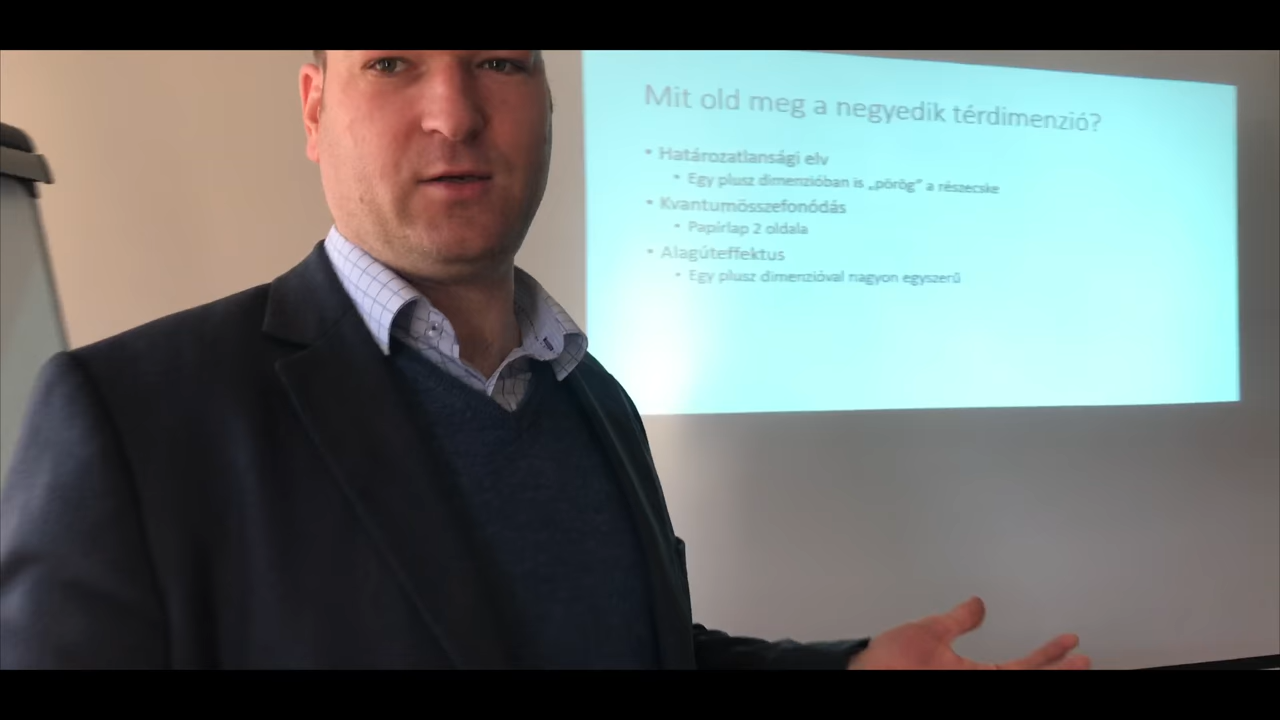 Mit old meg a negyedik térdimenzió?
• Határozatlansági elv
• Egy plusz dimenzióban is „pörög” a részecske
• Kvantumösszefonódás
• Papírlap 2 oldala
• Alagúteffektus
• Egy plusz dimenzióval nagyon egyszerű